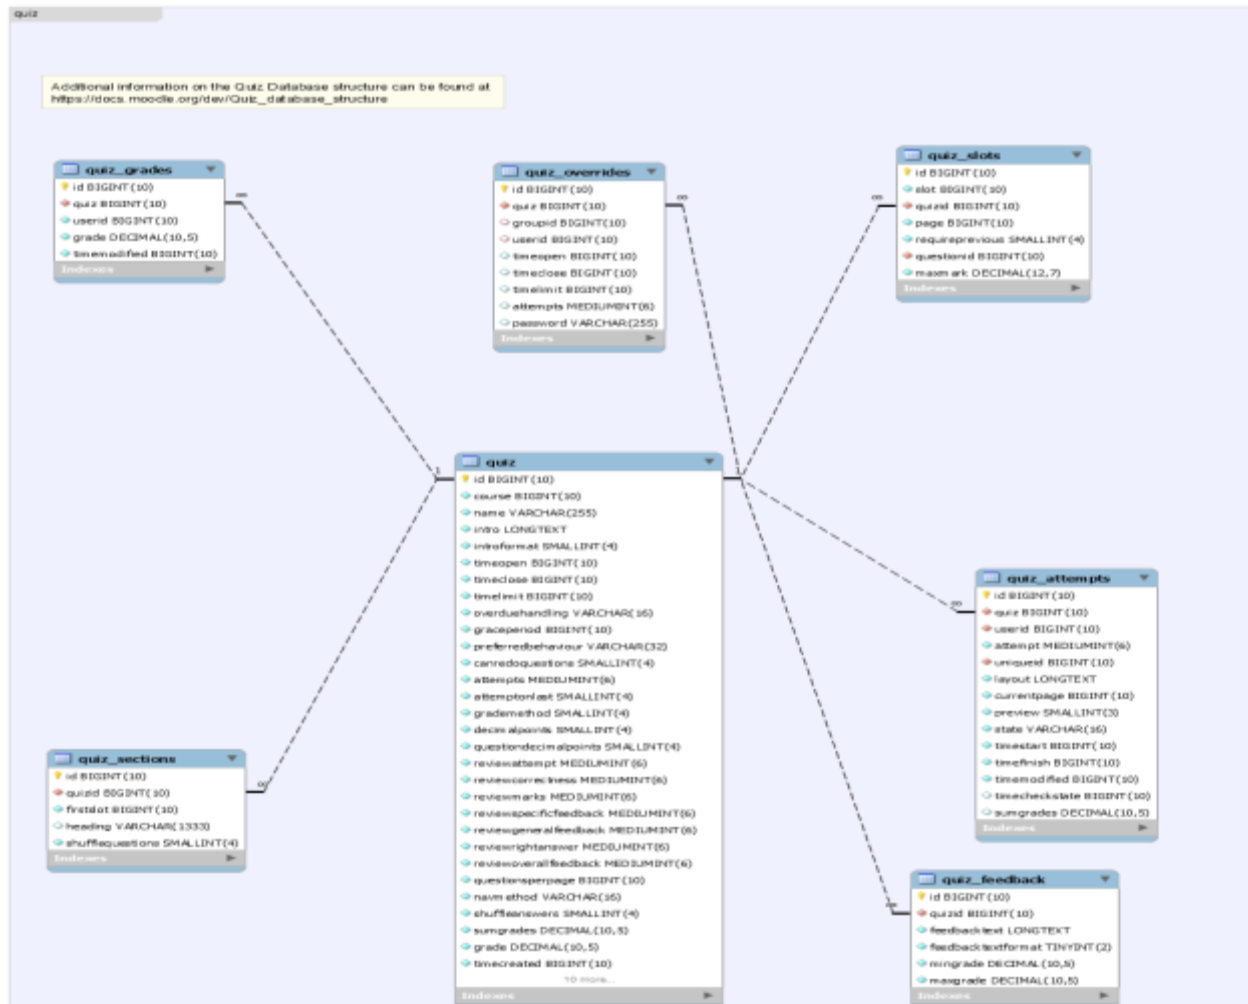 quiz
Additional information on the Quiz Database structure can be found at
https://docs.moodle.org/dev/Quiz_database_structure
quiz_grades
id BIGINT(10)
quiz BIGINT(10)
userid BIGINT(10)
grade DECIMAL(10,5)
timemodified BIGINT(10)
Indexes
∞
quiz_overrides
id BIGINT(10)
quiz BIGINT(10)
groupid BIGINT(10)
userid BIGINT(10)
timeopen BIGINT(10)
timeclose BIGINT(10)
timelimit BIGINT(10)
attempts MEDIUMINT(6)
password VARCHAR(255)
Indexes
∞
quiz_slots
id BIGINT(10)
slot BIGINT(10)
quizid BIGINT(10)
page BIGINT(10)
requireprevious SMALLINT(4)
questionid BIGINT(10)
maxmark DECIMAL(12,7)
Indexes
∞
quiz
id BIGINT(10)
course BIGINT(10)
name VARCHAR(255)
intro LONGTEXT
introformat SMALLINT(4)
timeopen BIGINT(10)
timeclose BIGINT(10)
timelimit BIGINT(10)
overduehandling VARCHAR(16)
graceperiod BIGINT(10)
preferredbehaviour VARCHAR(32)
canredoquestions SMALLINT(4)
attempts MEDIUMINT(6)
attemptonlast SMALLINT(4)
grademethod SMALLINT(4)
decimalpoints SMALLINT(4)
questiondecimalpoints SMALLINT(4)
reviewattempt MEDIUMINT(6)
reviewcorrectness MEDIUMINT(6)
reviewmarks MEDIUMINT(6)
reviewspecificfeedback MEDIUMINT(6)
reviewgeneralfeedback MEDIUMINT(6)
reviewrightanswer MEDIUMINT(6)
reviewoverallfeedback MEDIUMINT(6)
questionsperpage BIGINT(10)
navmethod VARCHAR(16)
shuffleanswers SMALLINT(4)
sumgrades DECIMAL(10,5)
grade DECIMAL(10,5)
timecreated BIGINT(10)
10 more...
Indexes
1
1
quiz_attempts
id BIGINT(10)
quiz BIGINT(10)
userid BIGINT(10)
attempt MEDIUMINT(6)
uniqueid BIGINT(10)
layout LONGTEXT
currentpage BIGINT(10)
preview SMALLINT(3)
state VARCHAR(16)
timestart BIGINT(10)
timefinish BIGINT(10)
timemodified BIGINT(10)
timecheckstate BIGINT(10)
sumgrades DECIMAL(10,5)
Indexes
∞
quiz_sections
id BIGINT(10)
quizid BIGINT(10)
firstslot BIGINT(10)
heading VARCHAR(1333)
shufflequestions SMALLINT(4)
Indexes
∞
quiz_feedback
id BIGINT(10)
quizid BIGINT(10)
feedbacktext LONGTEXT
feedbacktextformat TINYINT(2)
mingrade DECIMAL(10,5)
maxgrade DECIMAL(10,5)
Indexes
∞